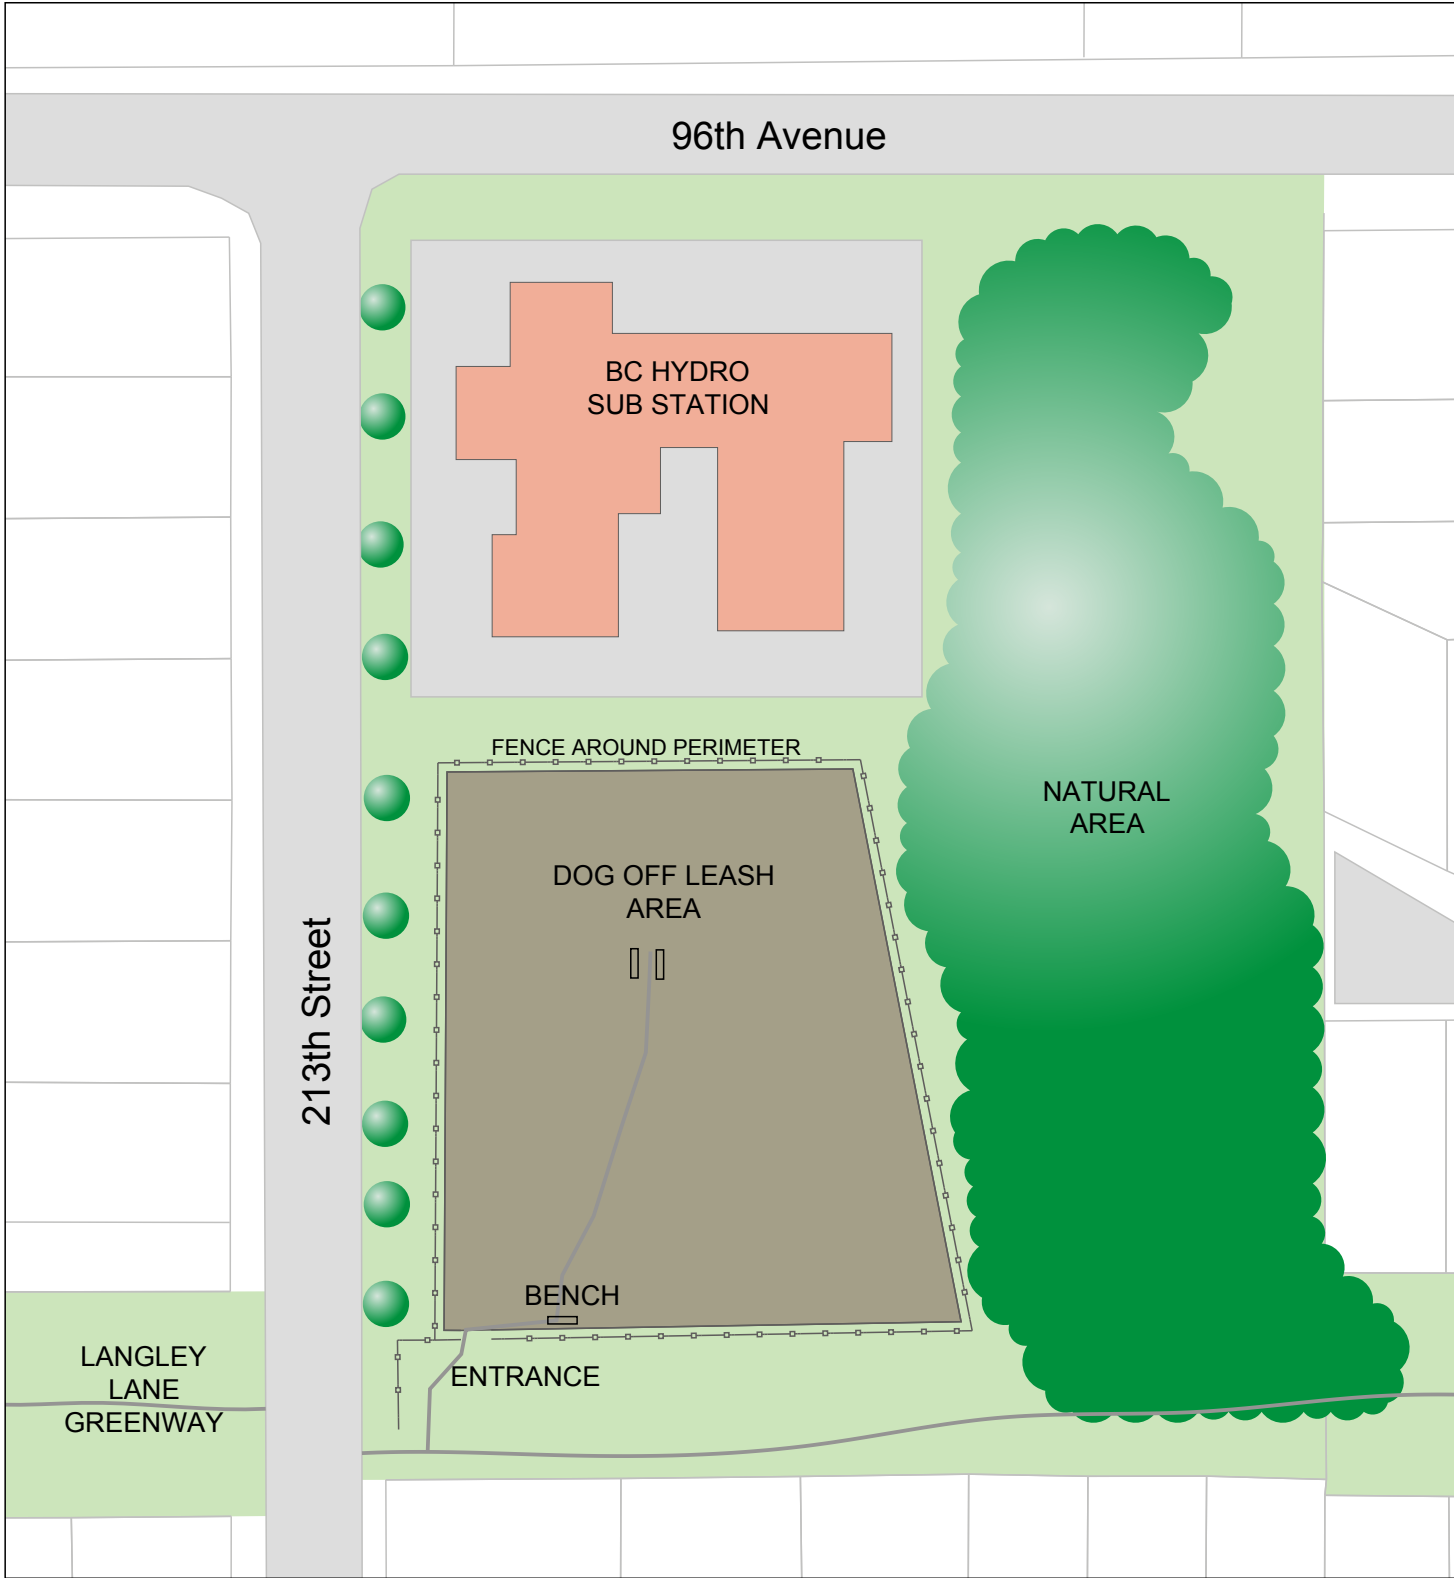 96th Avenue
BC HYDRO
SUB STATION
FENCE AROUND PERIMETER
NATURAL
AREA
DOG OFF LEASH
AREA
213th Street
BENCH
ENTRANCE
LANGLEY
LANE
GREENWAY